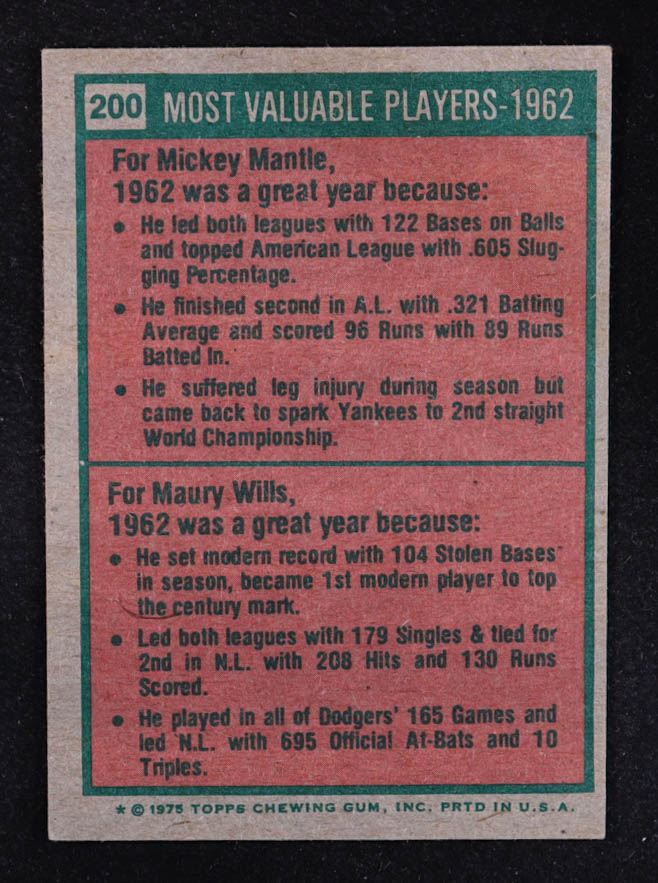 200 MOST VALUABLE PLAYERS-1962
For Mickey Mantle,
1962 was a great year because:
• He led both leagues with 122 Bases on Balls
and topped American League with .605 Slug-
ging Percentage.
• He finished second in A.L. with .321 Batting
Average and scored 96 Runs with 89 Runs
Batted In.
• He suffered leg injury during season but
came back to spark Yankees to 2nd straight
World Championship.
For Maury Wills,
1962 was a great year because:
• He set modern record with 104 Stolen Bases
in season, became 1st modern player to top
the century mark.
• Led both leagues with 179 Singles & tied for
2nd in N.L. with 208 Hits and 130 Runs
Scored.
• He played in all of Dodgers' 165 Games and
led N.L. with 695 Official At-Bats and 10
Triples.
* © 1975 TOPPS CHEWING GUM, INC. PRTD IN U.S.A.